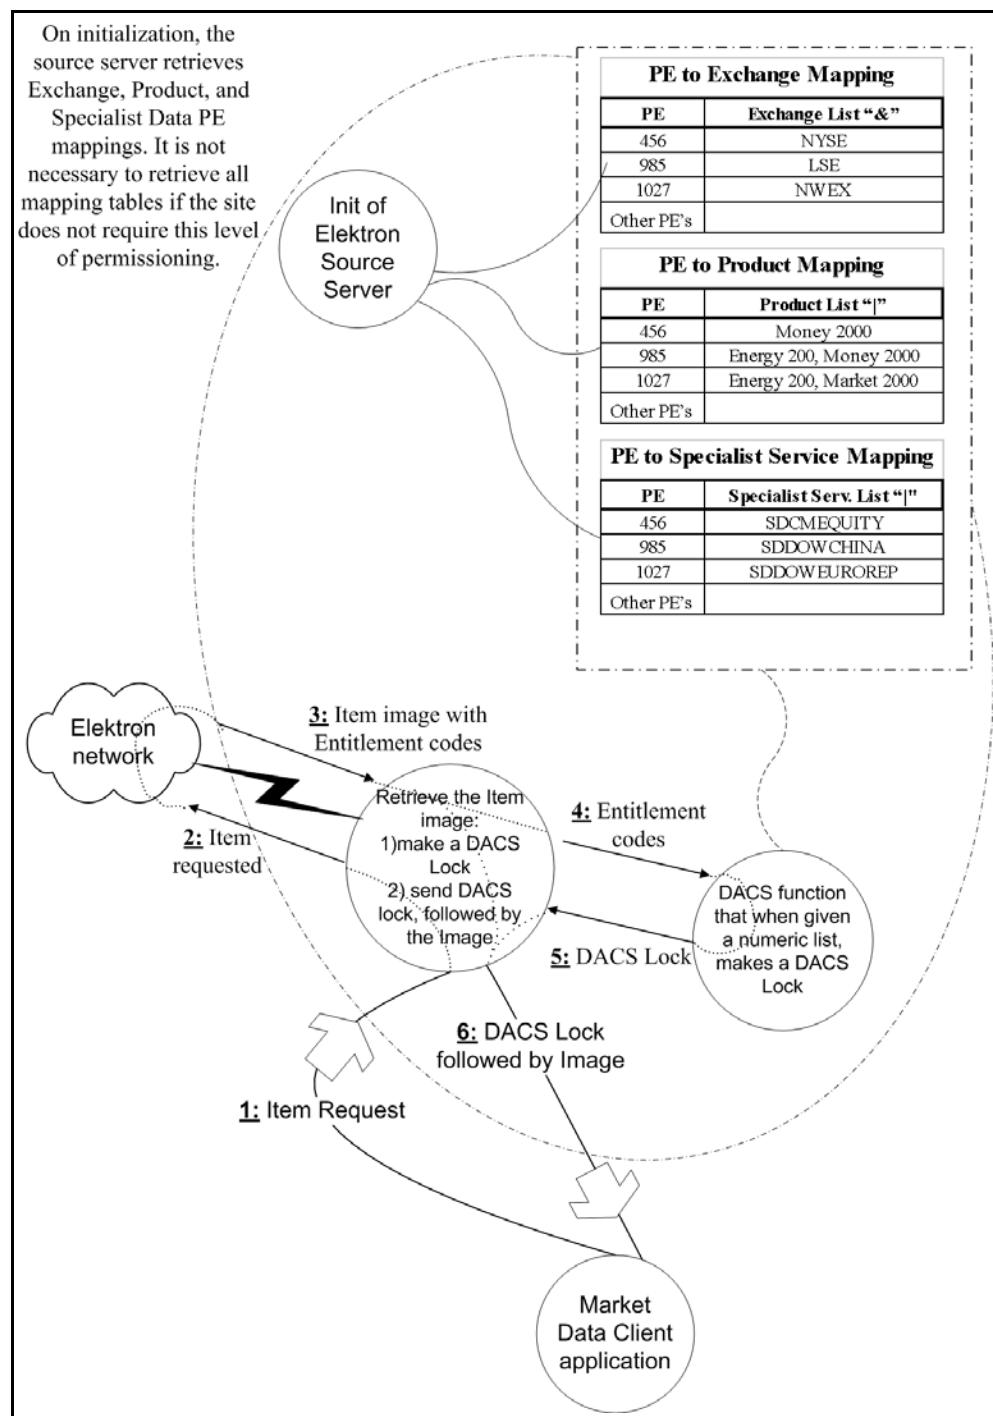 On initialization, the
source server retrieves
Exchange, Product, and
Specialist Data PE
mappings. It is not
necessary to retrieve all
mapping tables if the site
does not require this level
of permissioning.
Init of
Elektron
Source
Server
PE to Exchange Mapping
PE Exchange List “&”
456 NYSE
985 LSE
1027 NWEX
Other PE's
PE to Product Mapping
PE Product List “|”
456 Money 2000
985 Energy 200, Money 2000
1027 Energy 200, Market 2000
Other PE's
PE to Specialist Service Mapping
PE Specialist Serv. List “|"
456 SDCMEQUITY
985 SDDOWCHINA
1027 SDDOWEUROREP
Other PE's
Elektron
network
3: Item image with
Entitlement codes
2: Item
requested
Retrieve the Item
image:
1)make a DACS
Lock
2) send DACS
lock, followed by
the Image
4: Entitlement
codes
5: DACS Lock
DACS function
that when given
a numeric list,
makes a DACS
Lock
6: DACS Lock
followed by Image
1: Item Request
Market
Data Client
application